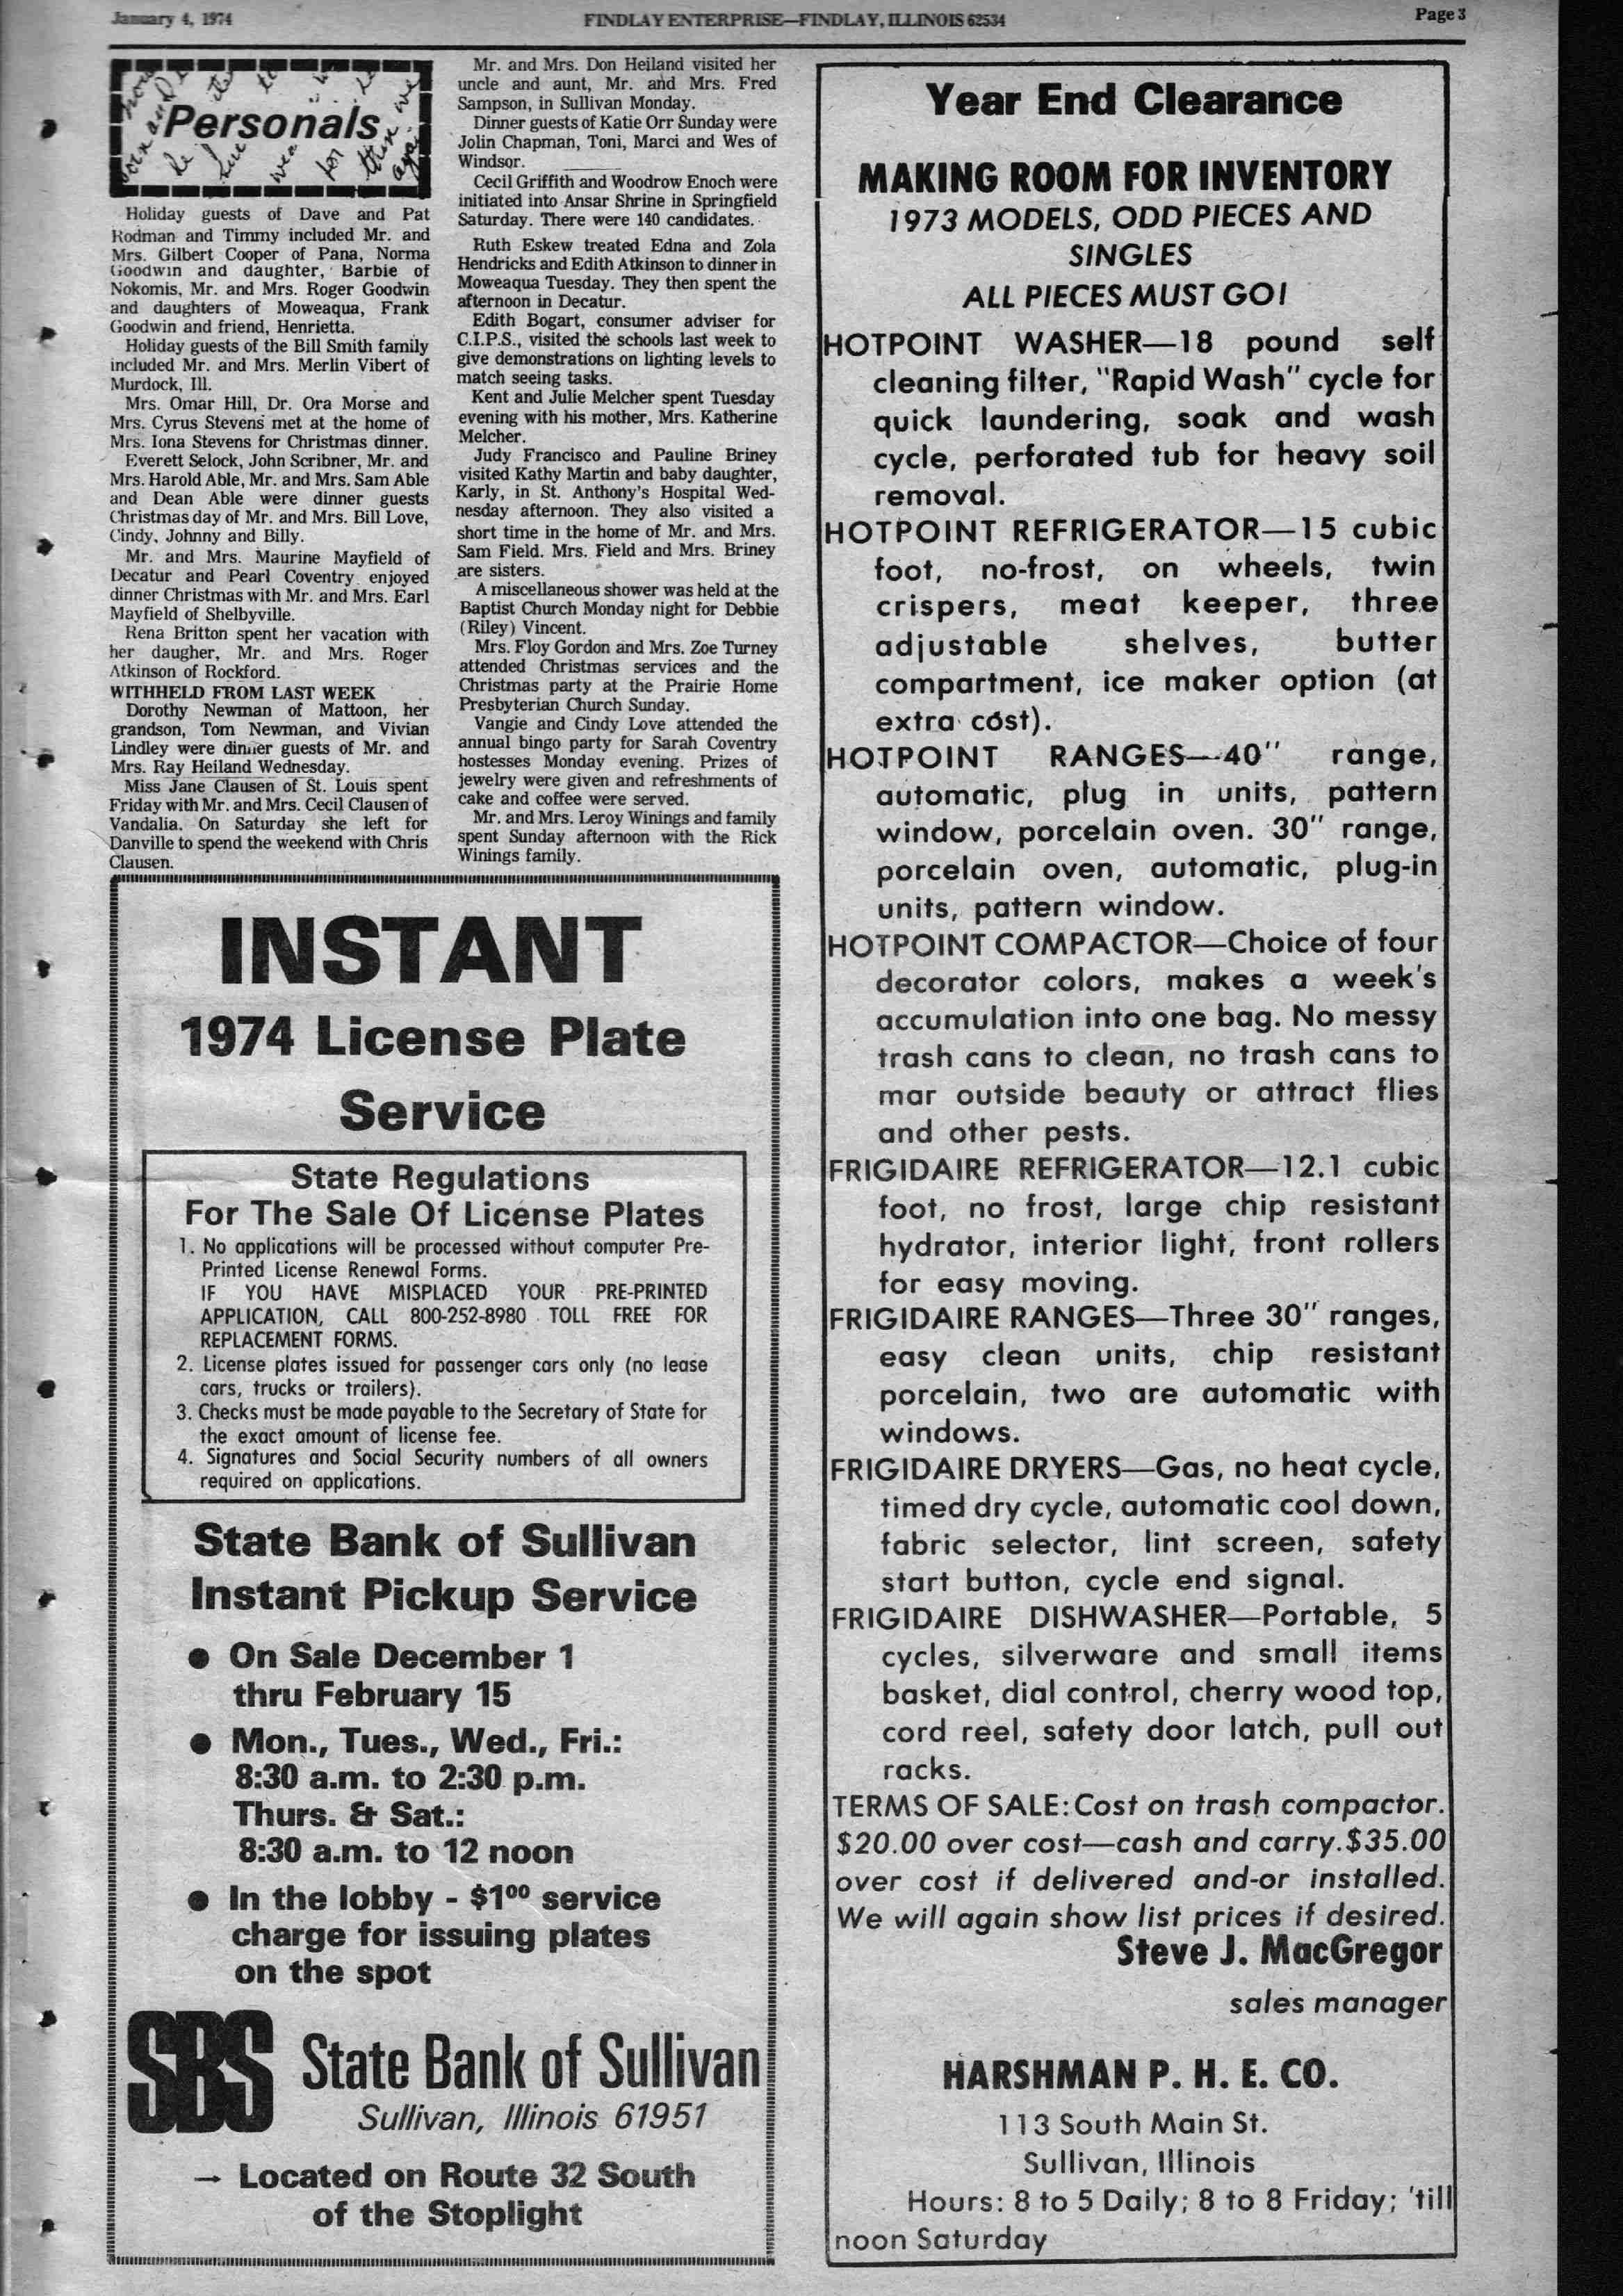 January 4, 1974
FINDLAY ENTERPRISE—FINDLAY, ILLINOIS 62534
Page 3
Personals
Holiday guests of Dave and Pat
Rodman and Timmy included Mr. and
Mrs. Gilbert Cooper of Pana, Norma
Goodwin and daughter, Barbie of
Nokomis, Mr. and Mrs. Roger Goodwin
and daughters of Moweaqua, Frank
Goodwin and friend, Henrietta.
Holiday guests of the Bill Smith family
included Mr. and Mrs. Merlin Vibert of
Murdock, Ill.
Mrs. Omar Hill, Dr. Ora Morse and
Mrs. Cyrus Stevens met at the home of
Mrs. Iona Stevens for Christmas dinner.
Everett Selock, John Scribner, Mr. and
Mrs. Harold Able, Mr. and Mrs. Sam Able
and Dean Able were dinner guests
Christmas day of Mr. and Mrs. Bill Love,
Cindy, Johnny and Billy.
Mr. and Mrs. Maurine Mayfield of
Decatur and Pearl Coventry enjoyed
dinner Christmas with Mr. and Mrs. Earl
Mayfield of Shelbyville.
Rena Britton spent her vacation with
her daugher, Mr. and Mrs. Roger
Atkinson of Rockford.
WITHHELD FROM LAST WEEK
Dorothy Newman of Mattoon, her
grandson, Tom Newman, and Vivian
Lindley were dinner guests of Mr. and
Mrs. Ray Heiland Wednesday.
Miss Jane Clausen of St. Louis spent
Friday with Mr. and Mrs. Cecil Clausen of
Vandalia. On Saturday she left for
Danville to spend the weekend with Chris
Clausen.
Mr. and Mrs. Don Heiland visited her
uncle and aunt, Mr. and Mrs. Fred
Sampson, in Sullivan Monday.
Dinner guests of Katie Orr Sunday were
Jolin Chapman, Toni, Marci and Wes of
Windsor.
Cecil Griffith and Woodrow Enoch were
initiated into Ansar Shrine in Springfield
Saturday. There were 140 candidates.
Ruth Eskew treated Edna and Zola
Hendricks and Edith Atkinson to dinner in
Moweaqua Tuesday. They then spent the
afternoon in Decatur.
Edith Bogart, consumer adviser for
C.I.P.S., visited the schools last week to
give demonstrations on lighting levels to
match seeing tasks.
Kent and Julie Melcher spent Tuesday
evening with his mother, Mrs. Katherine
Melcher.
Judy Francisco and Pauline Briney
visited Kathy Martin and baby daughter,
Karly, in St. Anthony's Hospital Wed-
nesday afternoon. They also visited a
short time in the home of Mr. and Mrs.
Sam Field. Mrs. Field and Mrs. Briney
are sisters.
A miscellaneous shower was held at the
Baptist Church Monday night for Debbie
(Riley) Vincent.
Mrs. Floy Gordon and Mrs. Zoe Turney
attended Christmas services and the
Christmas party at the Prairie Home
Presbyterian Church Sunday.
Vangie and Cindy Love attended the
annual bingo party for Sarah Coventry
hostesses Monday evening. Prizes of
jewelry were given and refreshments of
cake and coffee were served.
Mr. and Mrs. Leroy Winings and family
spent Sunday afternoon with the Rick
Winings family.
INSTANT
1974 License Plate
Service
State Regulations
For The Sale Of License Plates
1. No applications will be processed without computer Pre-
Printed License Renewal Forms.
IF YOU HAVE MISPLACED YOUR PRE-PRINTED
APPLICATION, CALL 800-252-8980 TOLL FREE FOR
REPLACEMENT FORMS.
2. License plates issued for passenger cars only (no lease
cars, trucks or trailers).
3. Checks must be made payable to the Secretary of State for
the exact amount of license fee.
4. Signatures and Social Security numbers of all owners
required on applications.
State Bank of Sullivan
Instant Pickup Service
● On Sale December 1
thru February 15
● Mon., Tues., Wed., Fri.:
8:30 a.m. to 2:30 p.m.
Thurs. & Sat.:
8:30 a.m. to 12 noon
● In the lobby - $1⁰⁰ service
charge for issuing plates
on the spot
SBS State Bank of Sullivan
Sullivan, Illinois 61951
→ Located on Route 32 South
of the Stoplight
Year End Clearance
MAKING ROOM FOR INVENTORY
1973 MODELS, ODD PIECES AND
SINGLES
ALL PIECES MUST GO!
HOTPOINT WASHER—18 pound self
cleaning filter, "Rapid Wash" cycle for
quick laundering, soak and wash
cycle, perforated tub for heavy soil
removal.
HOTPOINT REFRIGERATOR—15 cubic
foot, no-frost, on wheels, twin
crispers, meat keeper, three
adjustable shelves, butter
compartment, ice maker option (at
extra cost).
HOTPOINT RANGES—40" range,
automatic, plug in units, pattern
window, porcelain oven. 30" range,
porcelain oven, automatic, plug-in
units, pattern window.
HOTPOINT COMPACTOR—Choice of four
decorator colors, makes a week's
accumulation into one bag. No messy
trash cans to clean, no trash cans to
mar outside beauty or attract flies
and other pests.
FRIGIDAIRE REFRIGERATOR—12.1 cubic
foot, no frost, large chip resistant
hydrator, interior light, front rollers
for easy moving.
FRIGIDAIRE RANGES—Three 30" ranges,
easy clean units, chip resistant
porcelain, two are automatic with
windows.
FRIGIDAIRE DRYERS—Gas, no heat cycle,
timed dry cycle, automatic cool down,
fabric selector, lint screen, safety
start button, cycle end signal.
FRIGIDAIRE DISHWASHER—Portable, 5
cycles, silverware and small items
basket, dial control, cherry wood top,
cord reel, safety door latch, pull out
racks.
TERMS OF SALE: Cost on trash compactor.
$20.00 over cost—cash and carry. $35.00
over cost if delivered and-or installed.
We will again show list prices if desired.
Steve J. MacGregor
sales manager
HARSHMAN P. H. E. CO.
113 South Main St.
Sullivan, Illinois
Hours: 8 to 5 Daily; 8 to 8 Friday; 'till
noon Saturday